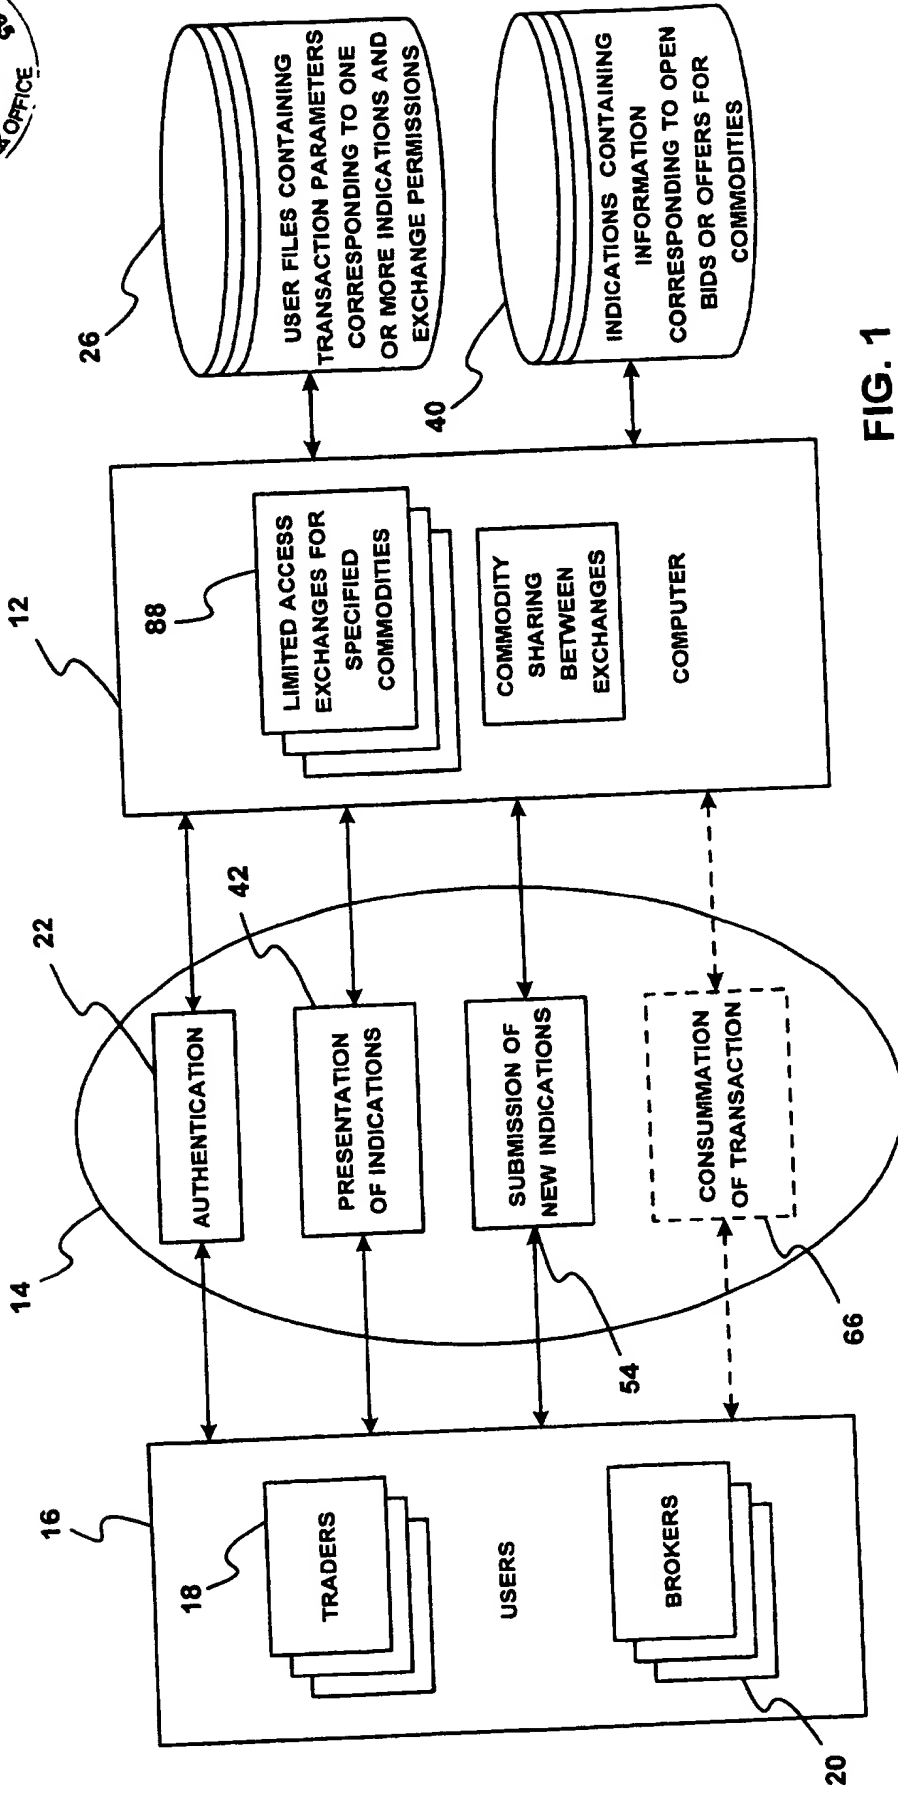 OFFICE
16
18
TRADERS
USERS
BROKERS
20
14
22
AUTHENTICATION
42
PRESENTATION
OF INDICATIONS
SUBMISSION OF
NEW INDICATIONS
54
CONSUMMATION
OF TRANSACTION
66
12
88
LIMITED ACCESS
EXCHANGES FOR
SPECIFIED
COMMODITIES
COMMODITY
SHARING
BETWEEN
EXCHANGES
COMPUTER
26
USER FILES CONTAINING
TRANSACTION PARAMETERS
CORRESPONDING TO ONE
OR MORE INDICATIONS AND
EXCHANGE PERMISSIONS
40
INDICATIONS CONTAINING
INFORMATION
CORRESPONDING TO OPEN
BIDS OR OFFERS FOR
COMMODITIES
FIG. 1